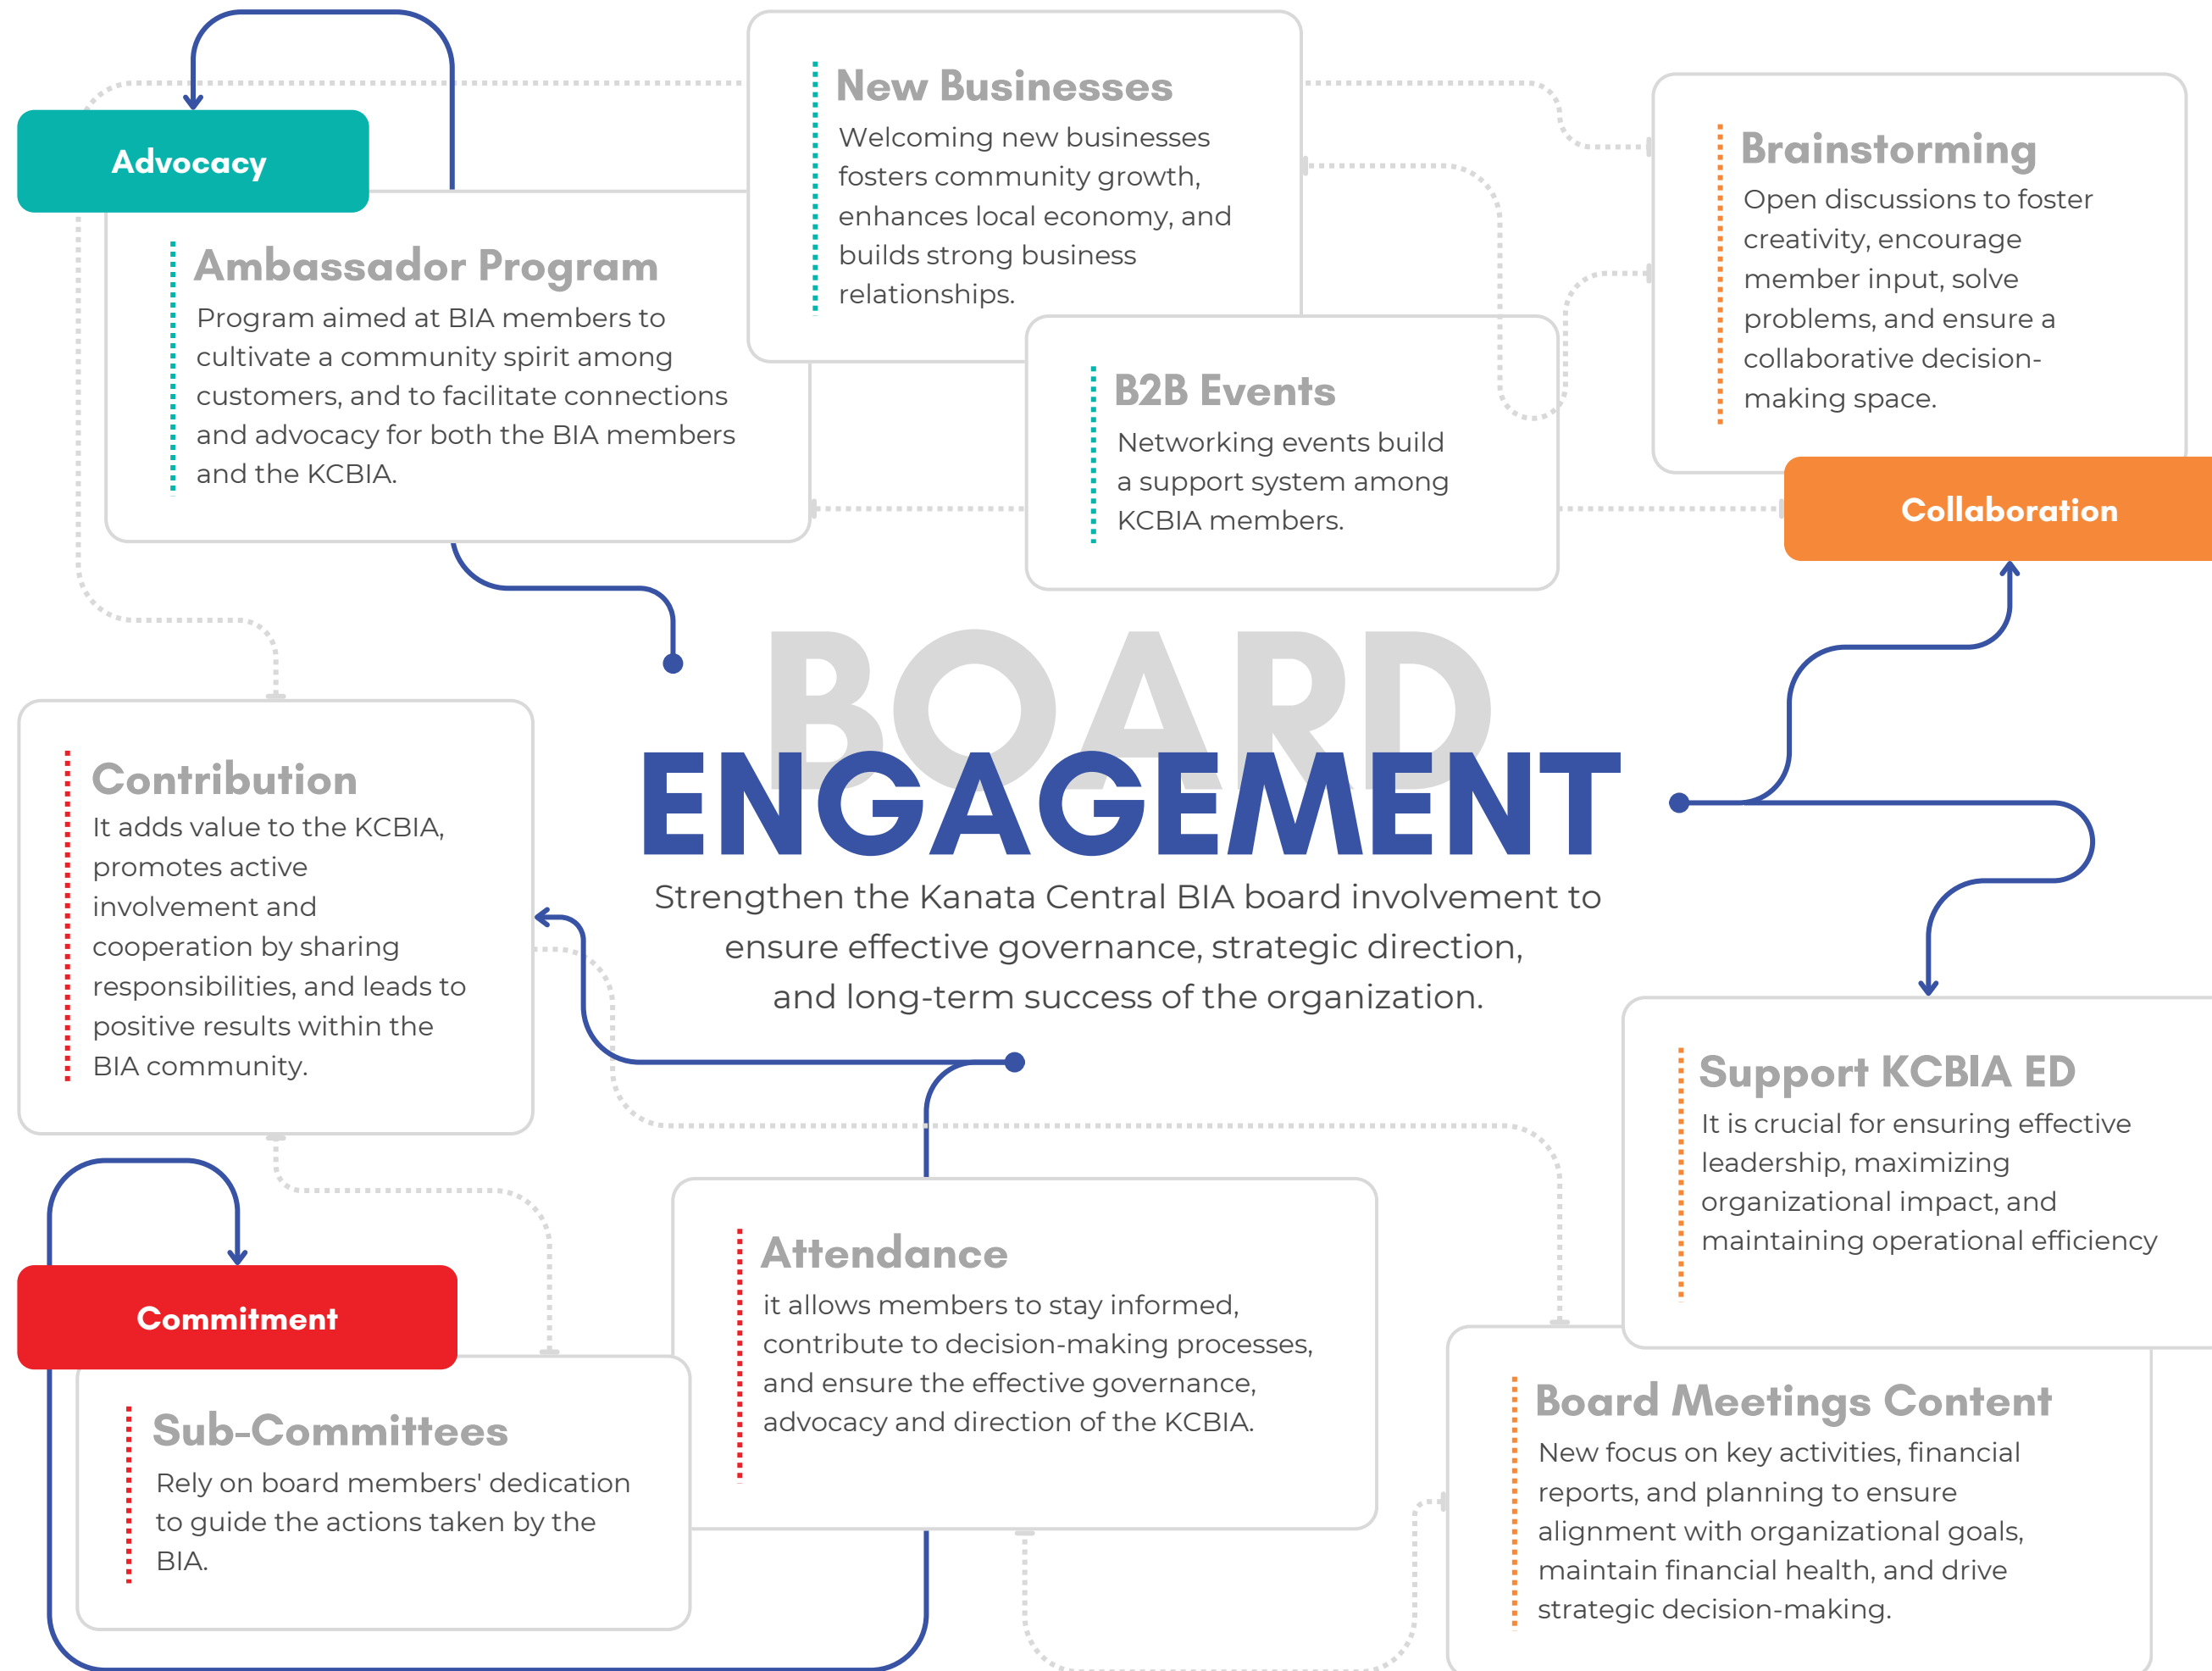 Advocacy
Ambassador Program
Program aimed at BIA members to
cultivate a community spirit among
customers, and to facilitate connections
and advocacy for both the BIA members
and the KCBIA.
New Businesses
Welcoming new businesses
fosters community growth,
enhances local economy, and
builds strong business
relationships.
B2B Events
Networking events build
a support system among
KCBIA members.
Brainstorming
Open discussions to foster
creativity, encourage
member input, solve
problems, and ensure a
collaborative decision-
making space.
Collaboration
BOARD
ENGAGEMENT
Strengthen the Kanata Central BIA board involvement to
ensure effective governance, strategic direction,
and long-term success of the organization.
Contribution
It adds value to the KCBIA,
promotes active
involvement and
cooperation by sharing
responsibilities, and leads to
positive results within the
BIA community.
Commitment
Sub-Committees
Rely on board members' dedication
to guide the actions taken by the
BIA.
Attendance
it allows members to stay informed,
contribute to decision-making processes,
and ensure the effective governance,
advocacy and direction of the KCBIA.
Support KCBIA ED
It is crucial for ensuring effective
leadership, maximizing
organizational impact, and
maintaining operational efficiency
Board Meetings Content
New focus on key activities, financial
reports, and planning to ensure
alignment with organizational goals,
maintain financial health, and drive
strategic decision-making.